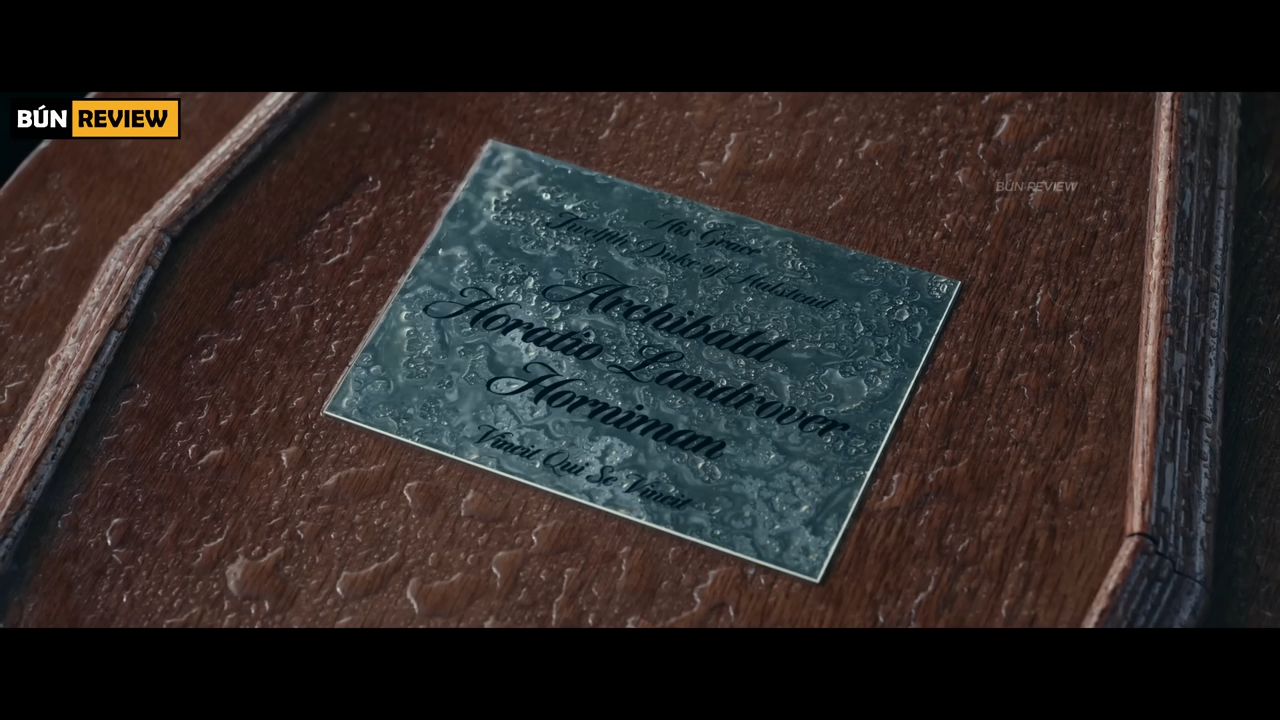 BÚN REVIEW
BÚN REVIEW
His Grace
Twelfth Duke of Halstead
Archibald
Horatio Landrover
Horniman
Vincit Qui Se Vincit